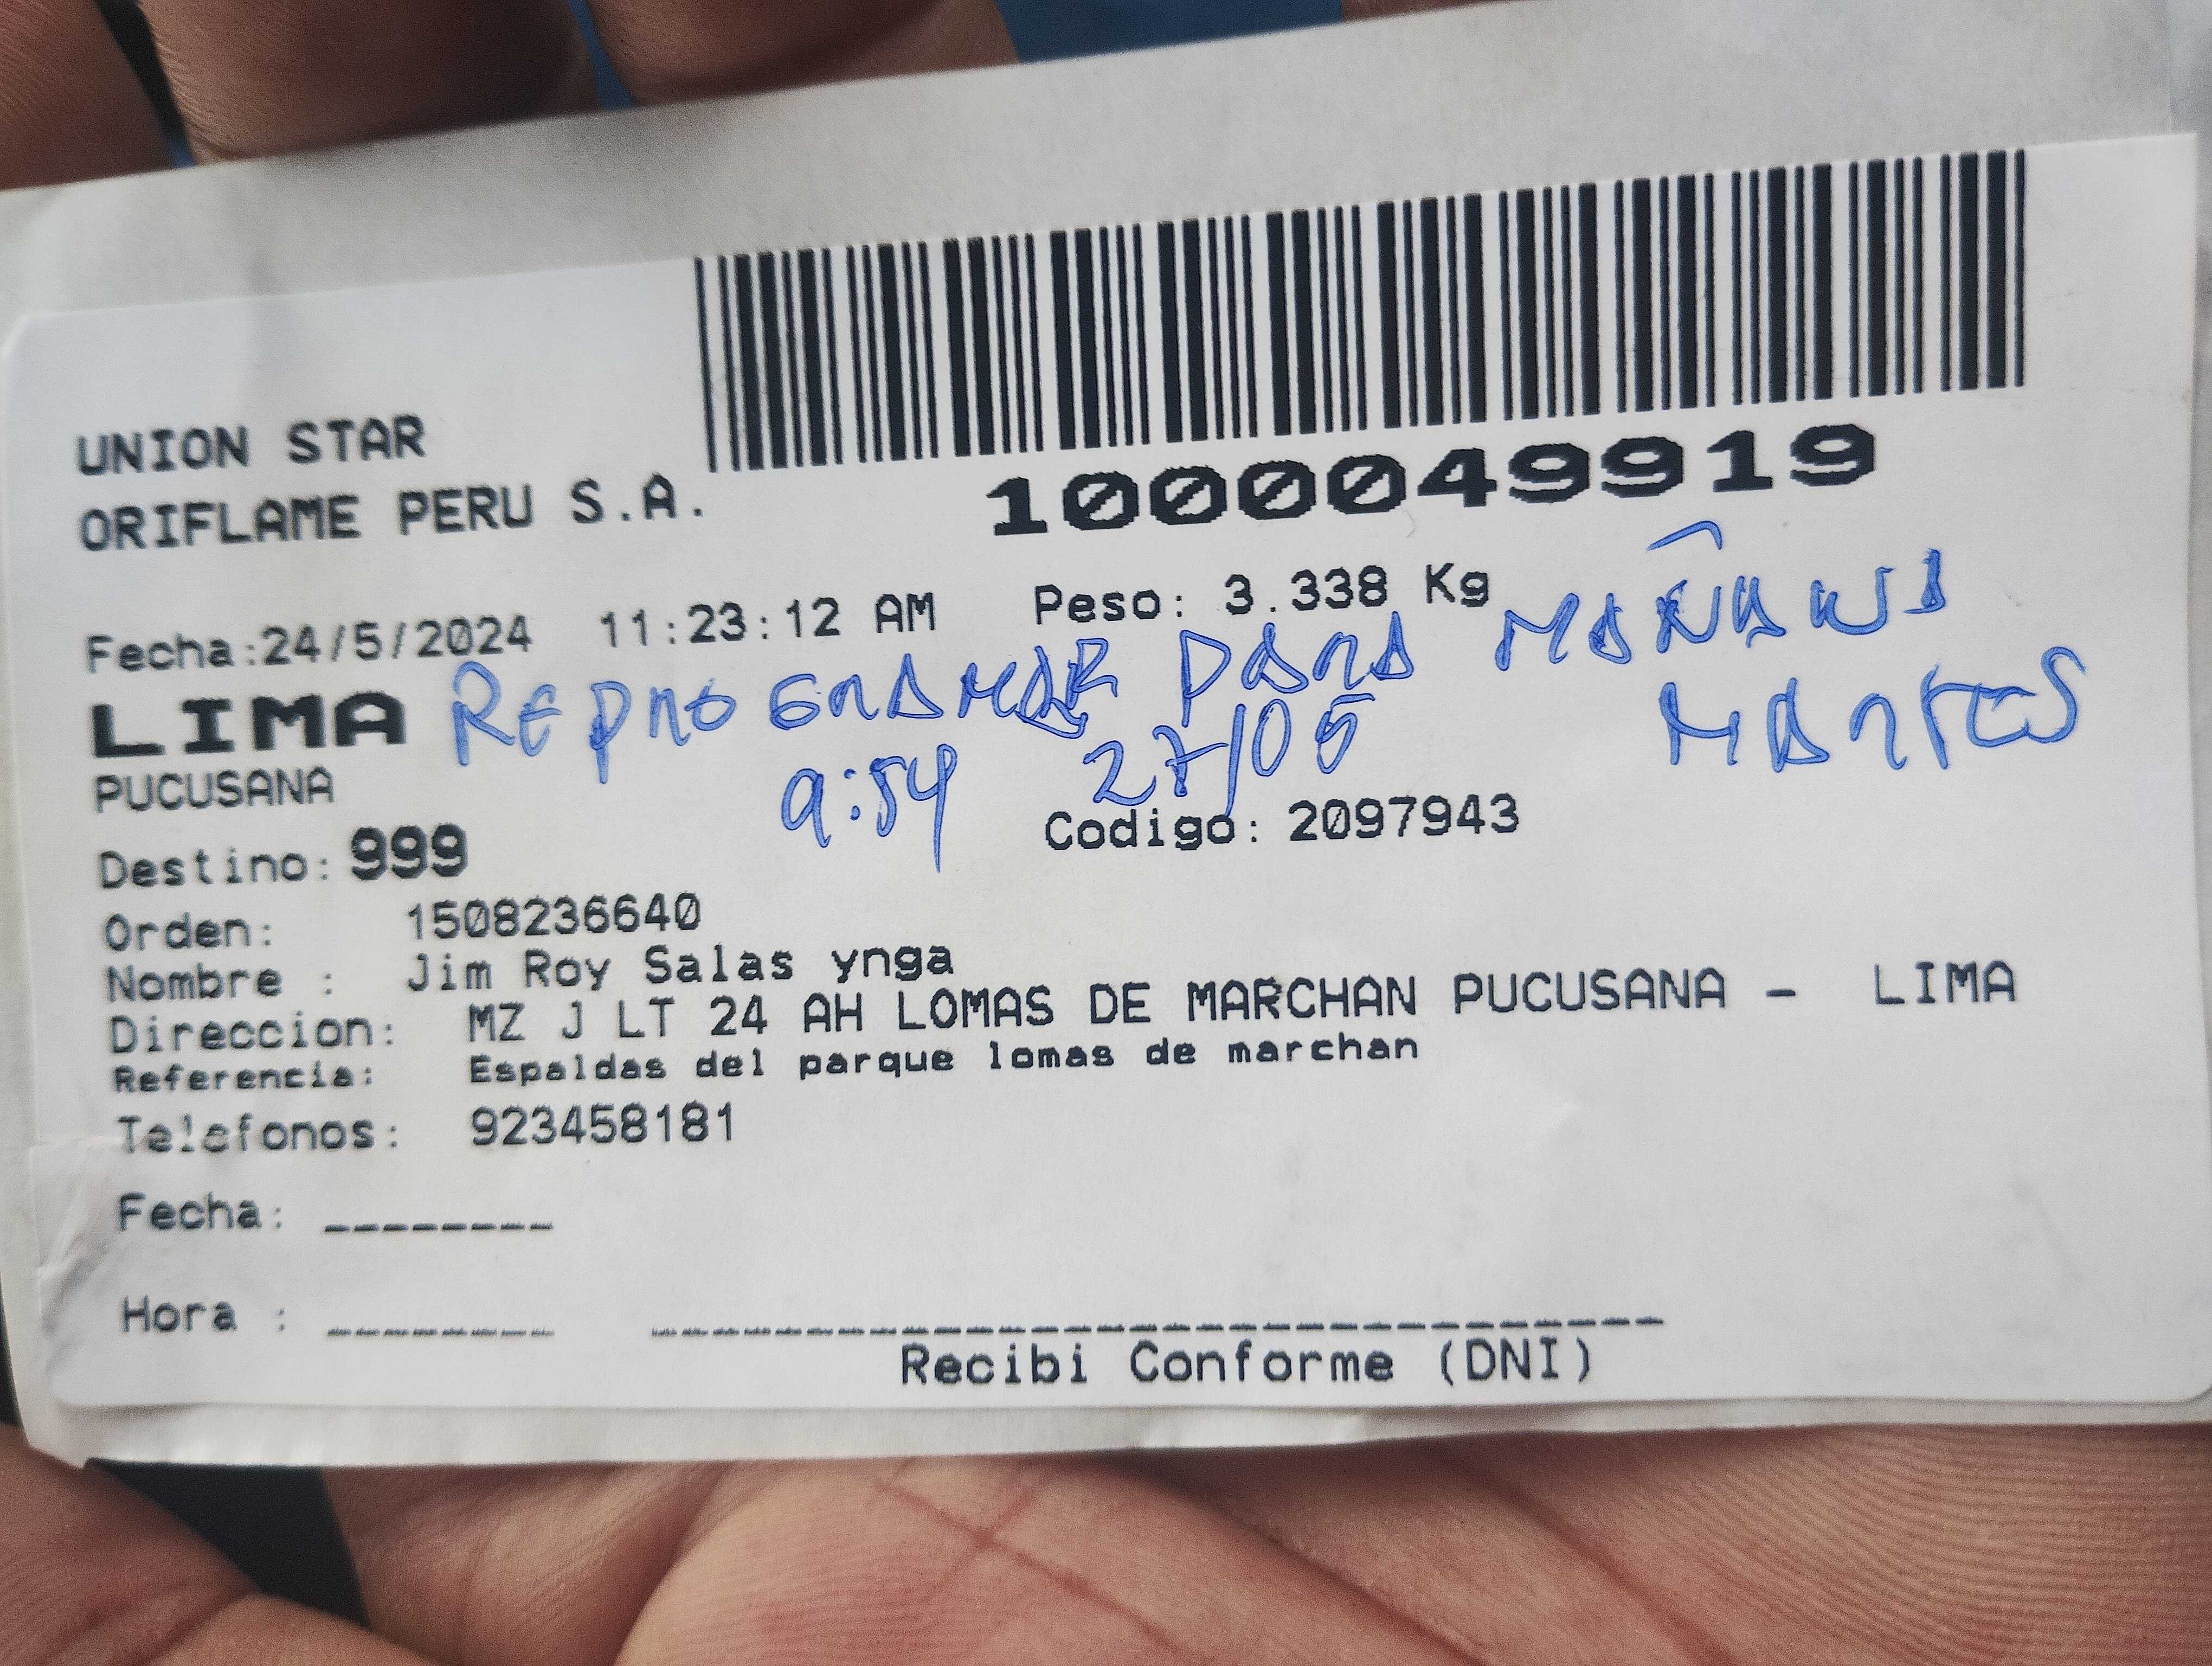 UNION STAR
ORIFLAME PERU S.A.
1000049919
Fecha:24/5/2024 11:23:12 AM Peso: 3.338 Kg
LIMA REPROGRAMAR PARA MAÑANA
MARTES
9:54 27/05
PUCUSANA
Destino: 999 Codigo: 2097943
Orden: 1508236640
Nombre : Jim Roy Salas ynga
Direccion: MZ J LT 24 AH LOMAS DE MARCHAN PUCUSANA - LIMA
Referencia: Espaldas del parque lomas de marchan
Telefonos: 923458181
Fecha: ________
Hora : ________
Recibi Conforme (DNI)